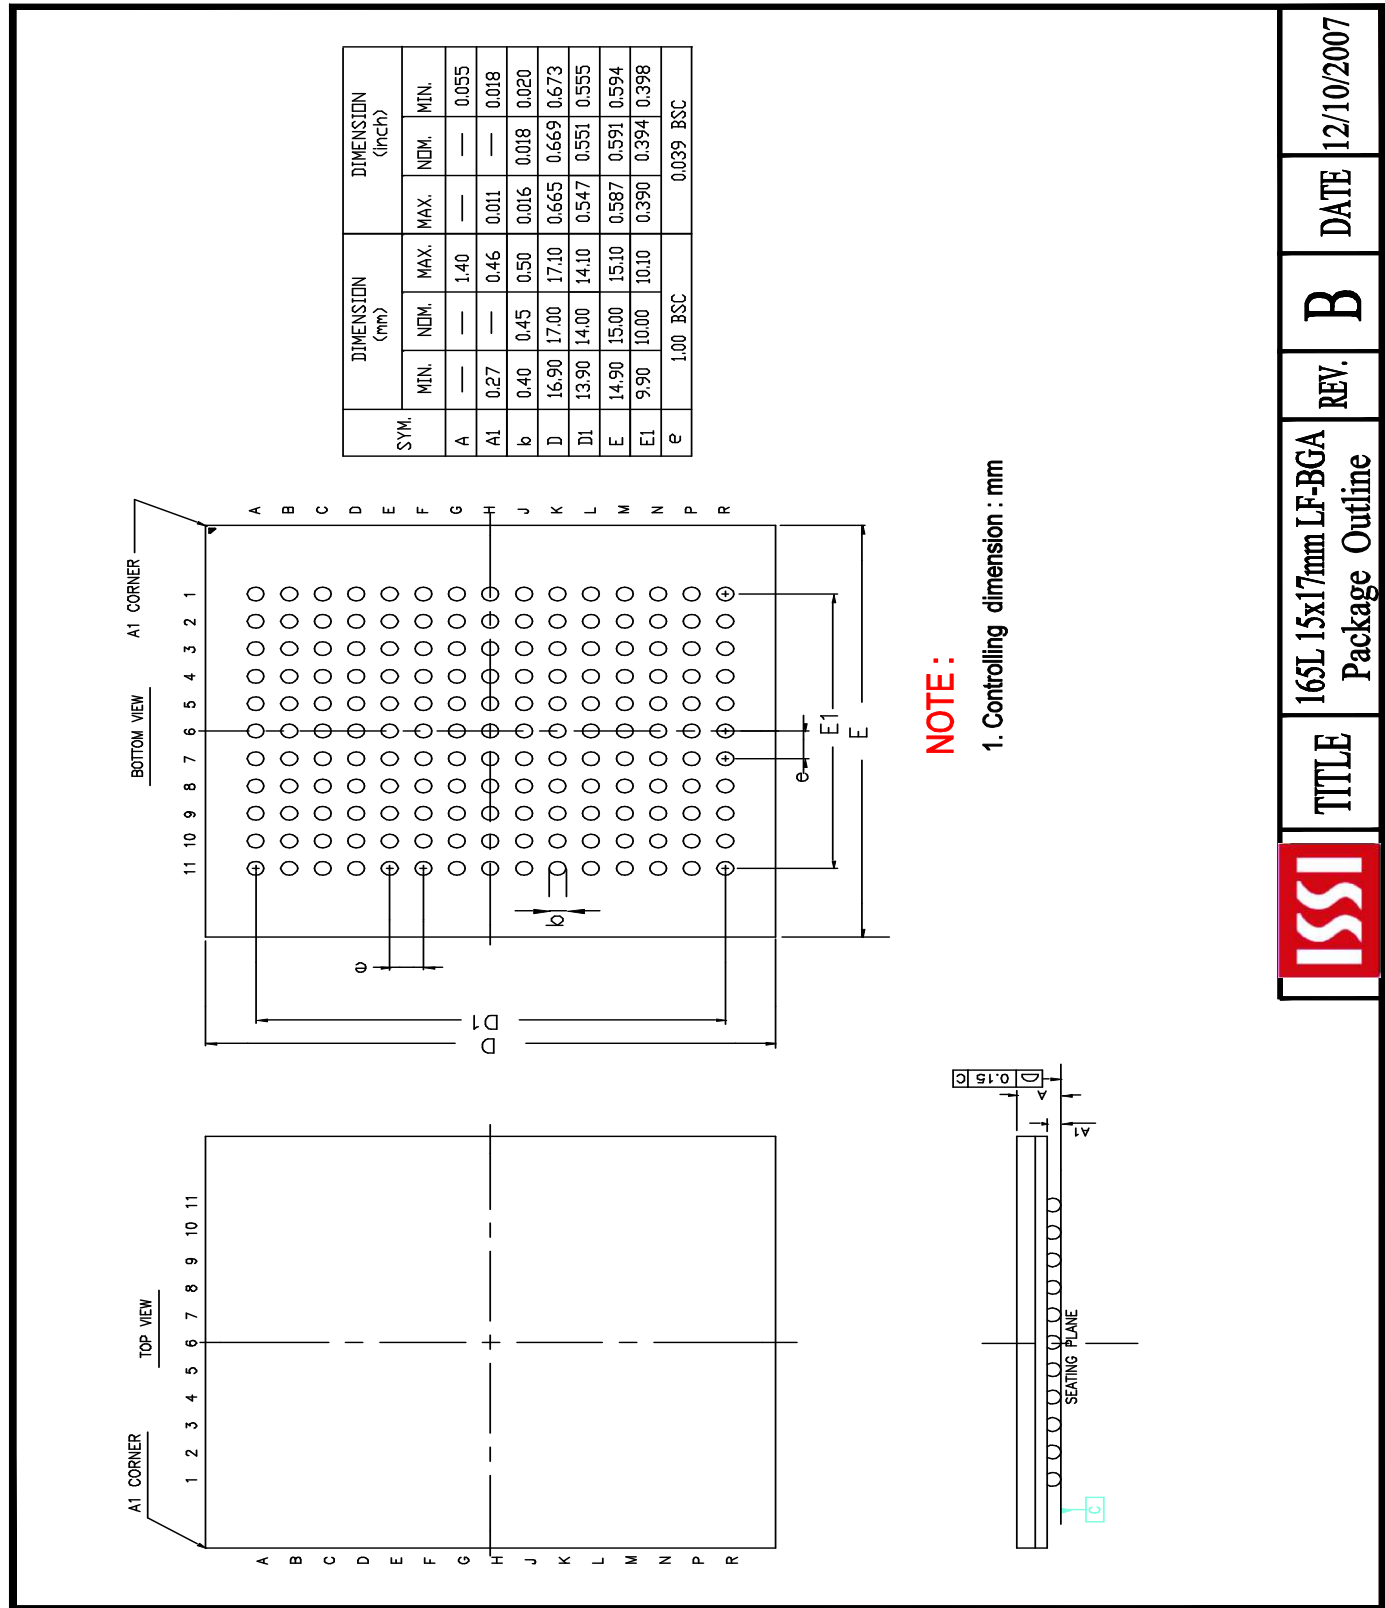 TOP VIEW
A1 CORNER
1 2 3 4 5 6 7 8 9 10 11
A
B
C
D
E
F
G
H
J
K
L
M
N
P
R
BOTTOM VIEW
A1 CORNER
11 10 9 8 7 6 5 4 3 2 1
A
B
C
D
E
F
G
H
J
K
L
M
N
P
R
e
b
D1
D
e
E1
E
SYM. DIMENSION (mm) DIMENSION (inch)
MIN. NOM. MAX. MAX. NOM. MIN.
A — — 1.40 — — 0.055
A1 0.27 — 0.46 0.011 — 0.018
b 0.40 0.45 0.50 0.016 0.018 0.020
D 16.90 17.00 17.10 0.665 0.669 0.673
D1 13.90 14.00 14.10 0.547 0.551 0.555
E 14.90 15.00 15.10 0.587 0.591 0.594
E1 9.90 10.00 10.10 0.390 0.394 0.398
e 1.00 BSC 0.039 BSC
NOTE :
1. Controlling dimension : mm
C
SEATING PLANE
A1
A
D 0.15 C
ISSI
TITLE
165L 15x17mm LF-BGA
Package Outline
REV.
B
DATE
12/10/2007